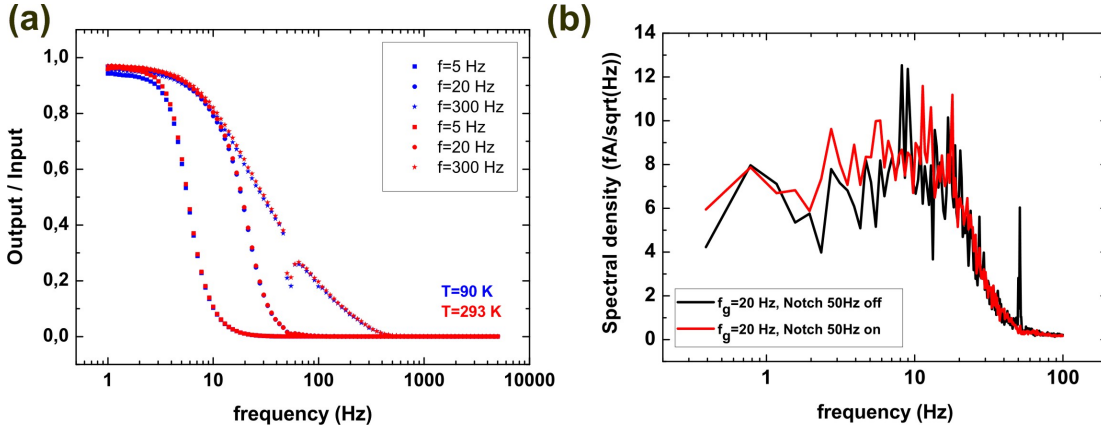 (a)
1,0
0,8
0,6
0,4
0,2
0,0
Output / Input
f=5 Hz
f=20 Hz
f=300 Hz
f=5 Hz
f=20 Hz
f=300 Hz
T=90 K
T=293 K
1 10 100 1000 10000
frequency (Hz)
(b)
14
12
10
8
6
4
2
0
Spectral density (fA/sqrt(Hz))
fg=20 Hz, Notch 50Hz off
fg=20 Hz, Notch 50Hz on
1 10 100
frequency (Hz)